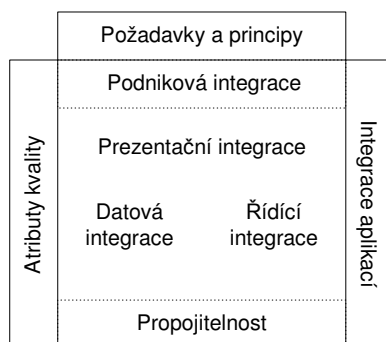 Požadavky a principy
Podniková integrace
Atributy kvality
Prezentační integrace
Datová
integrace
Řídící
integrace
Integrace aplikací
Propojitelnost